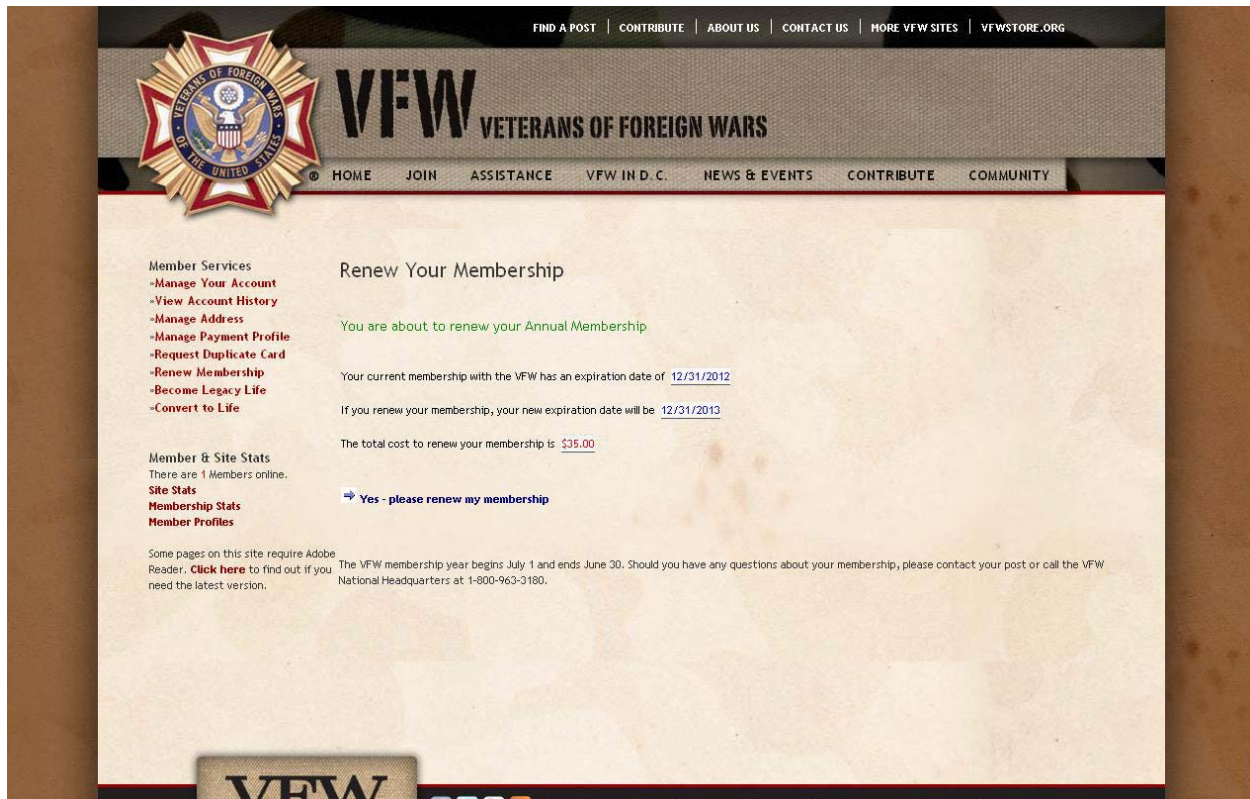 FIND A POST | CONTRIBUTE | ABOUT US | CONTACT US | MORE VFW SITES | VFWSTORE.ORG
VETERANS OF FOREIGN WARS
OF THE UNITED STATES
VFW VETERANS OF FOREIGN WARS
® HOME JOIN ASSISTANCE VFW IN D.C. NEWS & EVENTS CONTRIBUTE COMMUNITY
Member Services
»Manage Your Account
»View Account History
»Manage Address
»Manage Payment Profile
»Request Duplicate Card
»Renew Membership
»Become Legacy Life
»Convert to Life
Member & Site Stats
There are 1 Members online.
Site Stats
Membership Stats
Member Profiles
Some pages on this site require Adobe
Reader. Click here to find out if you
need the latest version.
Renew Your Membership
You are about to renew your Annual Membership
Your current membership with the VFW has an expiration date of 12/31/2012
If you renew your membership, your new expiration date will be 12/31/2013
The total cost to renew your membership is $35.00
Yes - please renew my membership
The VFW membership year begins July 1 and ends June 30. Should you have any questions about your membership, please contact your post or call the VFW
National Headquarters at 1-800-963-3180.
VFW